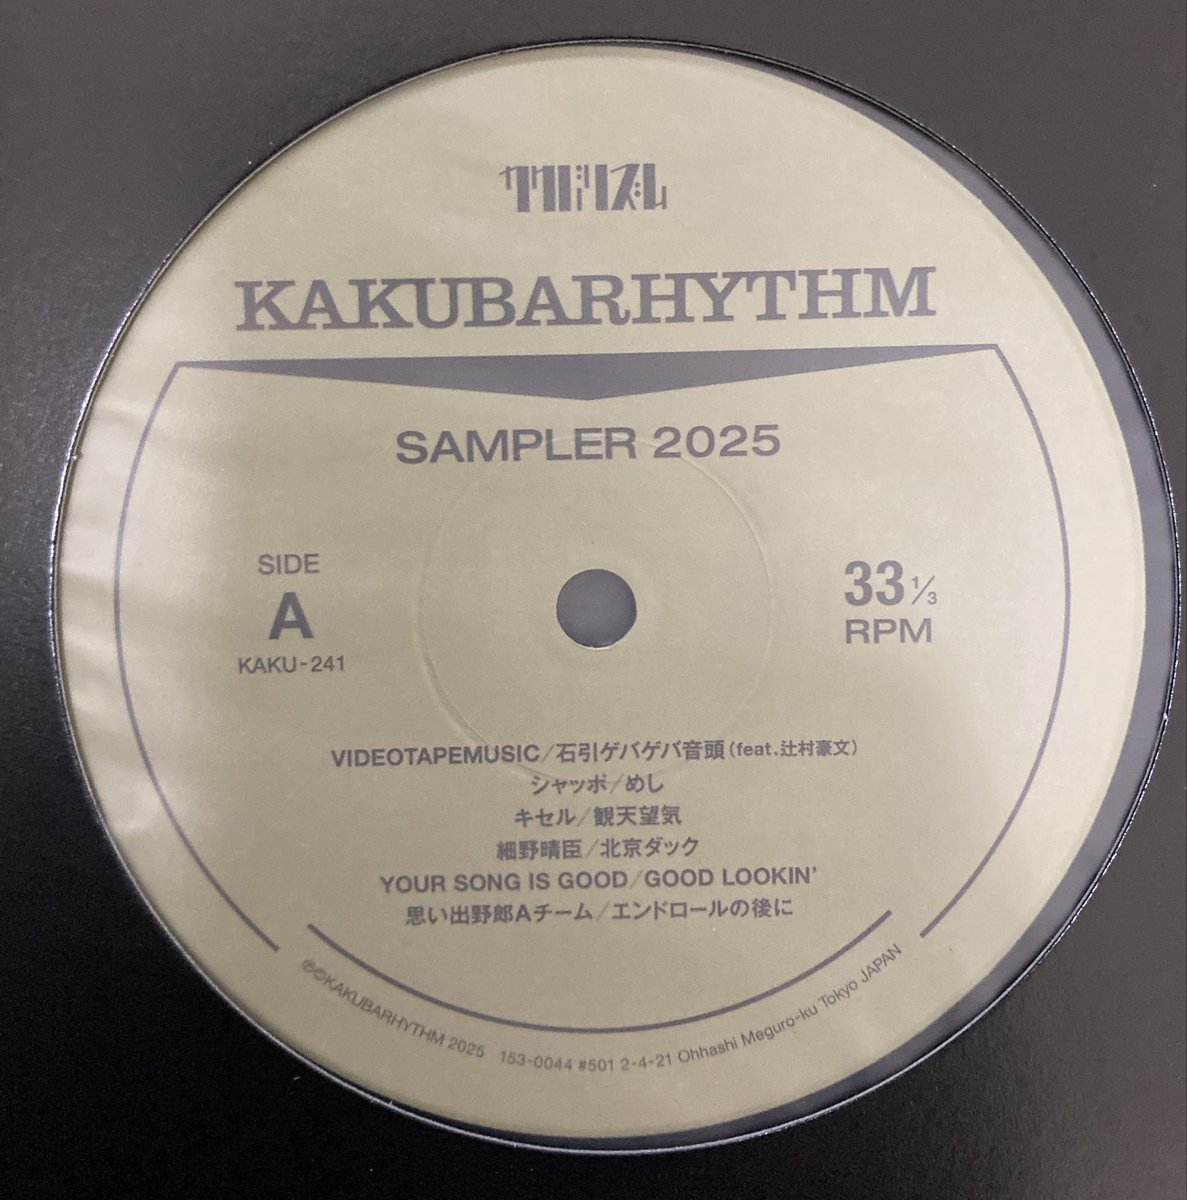 カクバリズム
KAKUBARHYTHM
SAMPLER 2025
SIDE
A
KAKU-241
33 1/3
RPM
VIDEOTAPEMUSIC/石引ゲバゲバ音頭(feat.辻村豪文)
シャッポ/めし
キセル/観天望気
細野晴臣/北京ダック
YOUR SONG IS GOOD/GOOD LOOKIN'
思い出野郎Aチーム/エンドロールの後に
℗©KAKUBARHYTHM 2025 153-0044 #501 2-4-21 Ohhashi Meguro-ku Tokyo JAPAN